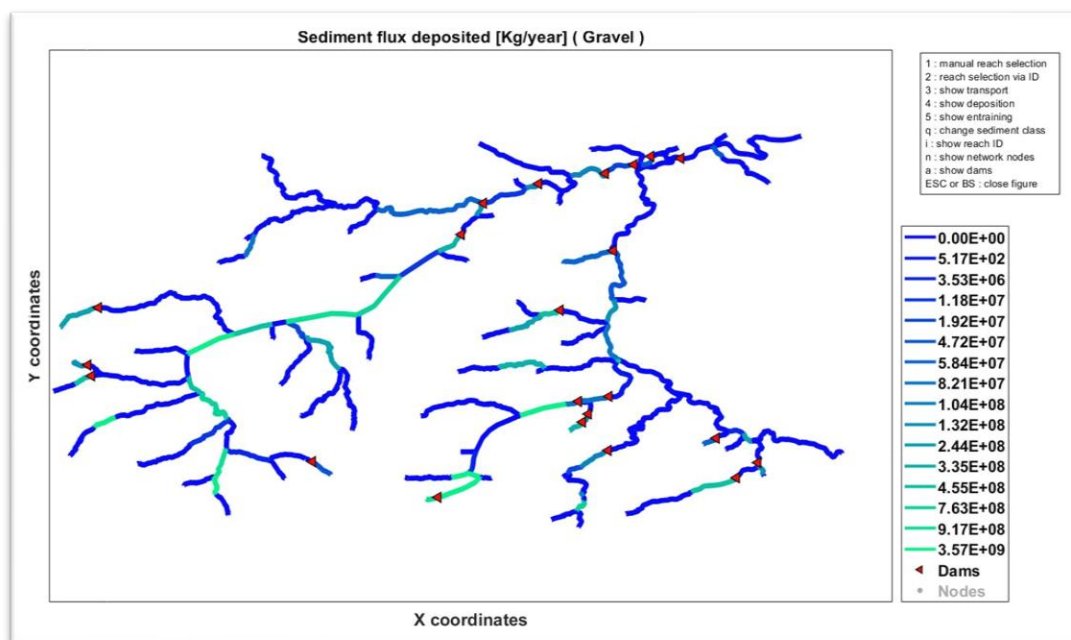 Sediment flux deposited [Kg/year] ( Gravel )
1 : manual reach selection
2 : reach selection via ID
3 : show transport
4 : show deposition
5 : show entraining
q : change sediment class
i : show reach ID
n : show network nodes
a : show dams
ESC or BS : close figure
Y coordinates
0.00E+00
5.17E+02
3.53E+06
1.18E+07
1.92E+07
4.72E+07
5.84E+07
8.21E+07
1.04E+08
1.32E+08
2.44E+08
3.35E+08
4.55E+08
7.63E+08
9.17E+08
3.57E+09
Dams
Nodes
X coordinates